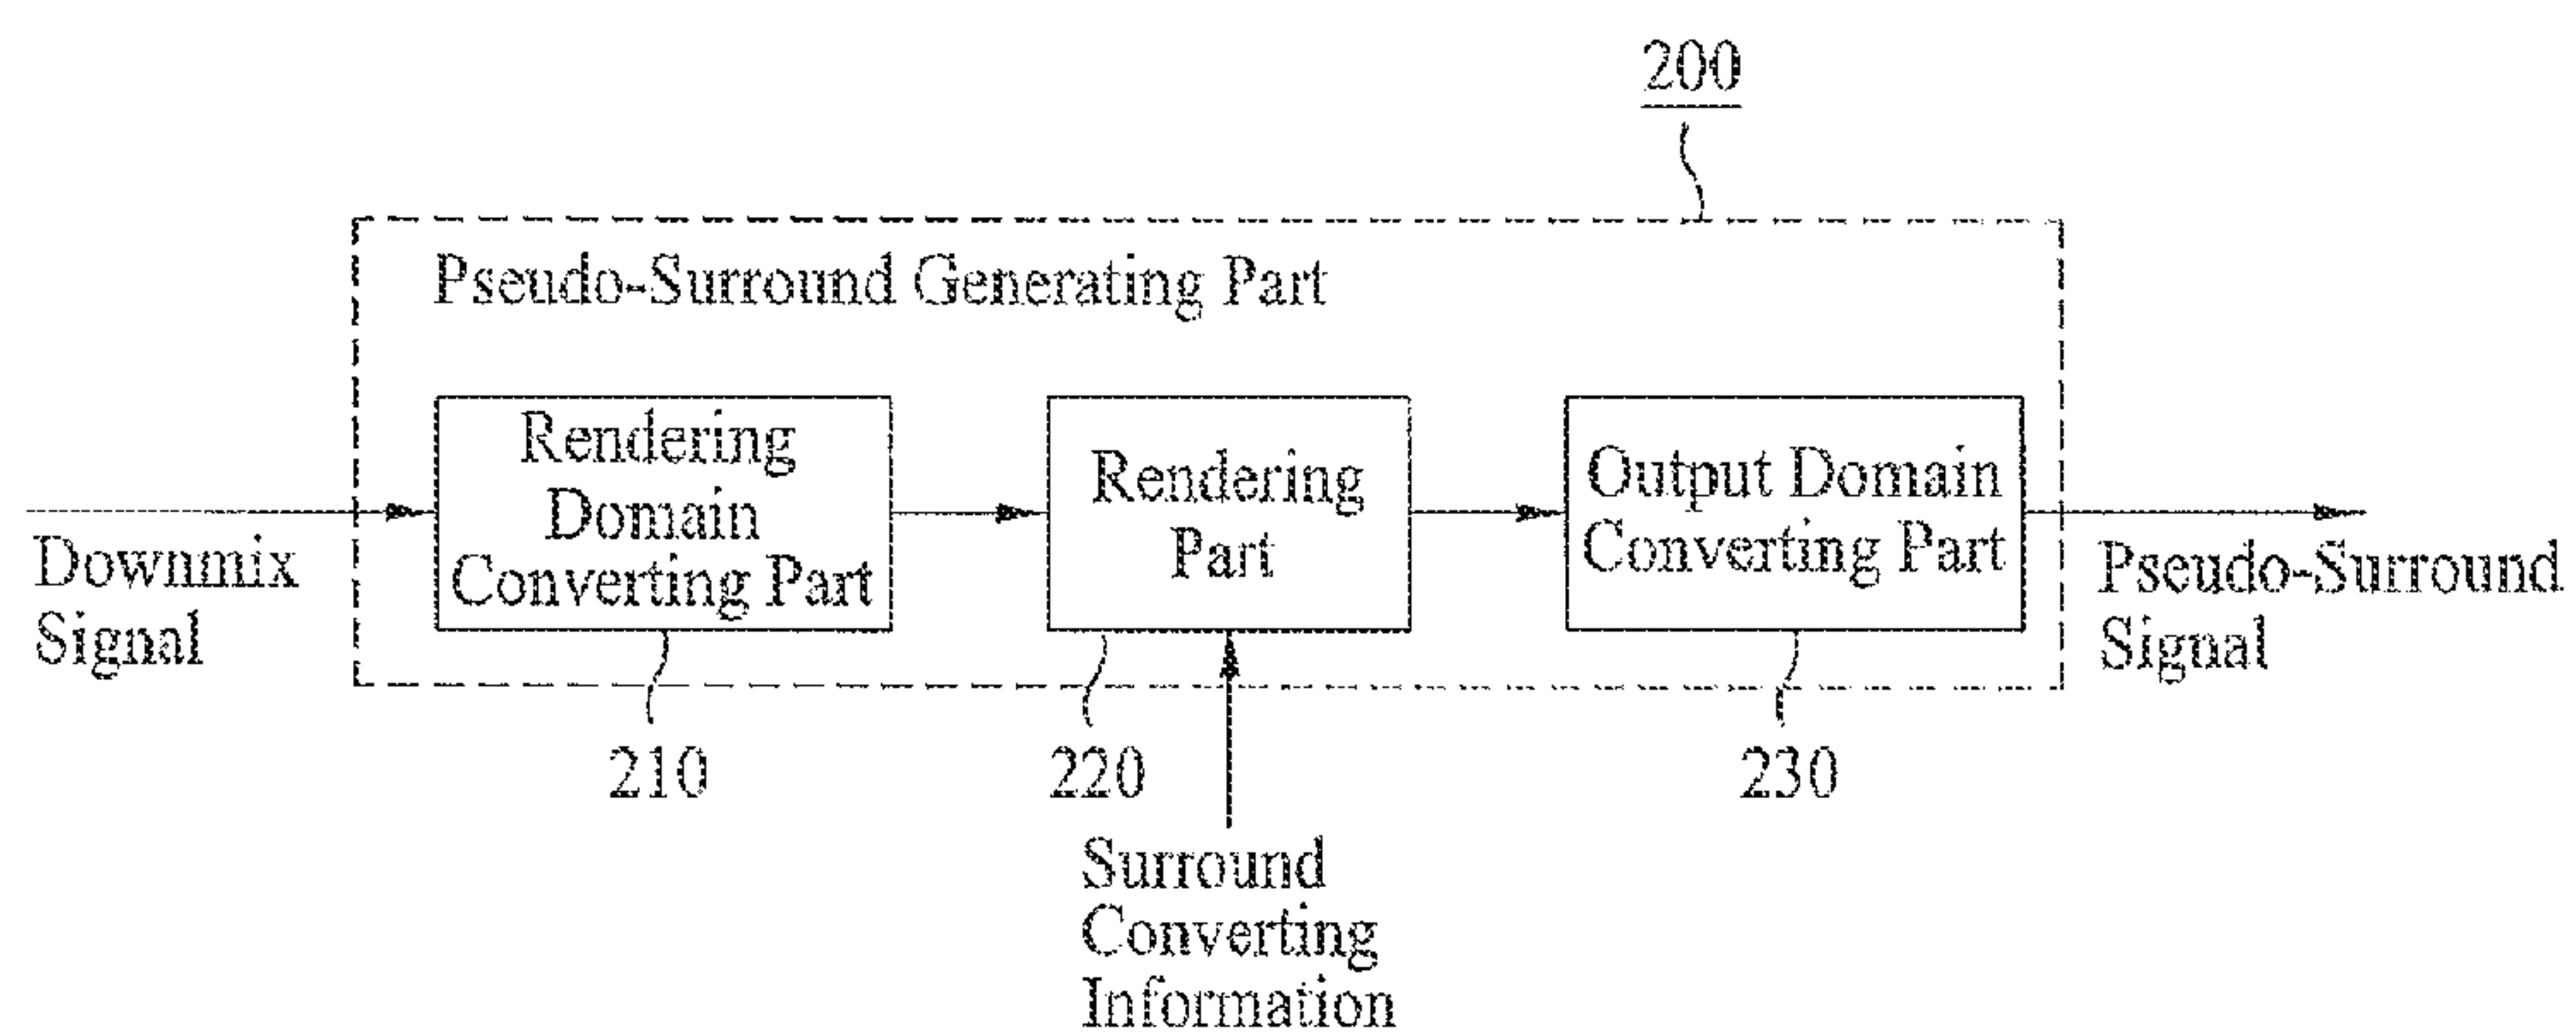 200
Pseudo-Surround Generating Part
Rendering
Domain
Converting Part
Rendering
Part
Output Domain
Converting Part
Downmix
Signal
Pseudo-Surround
Signal
210
220
230
Surround
Converting
Information